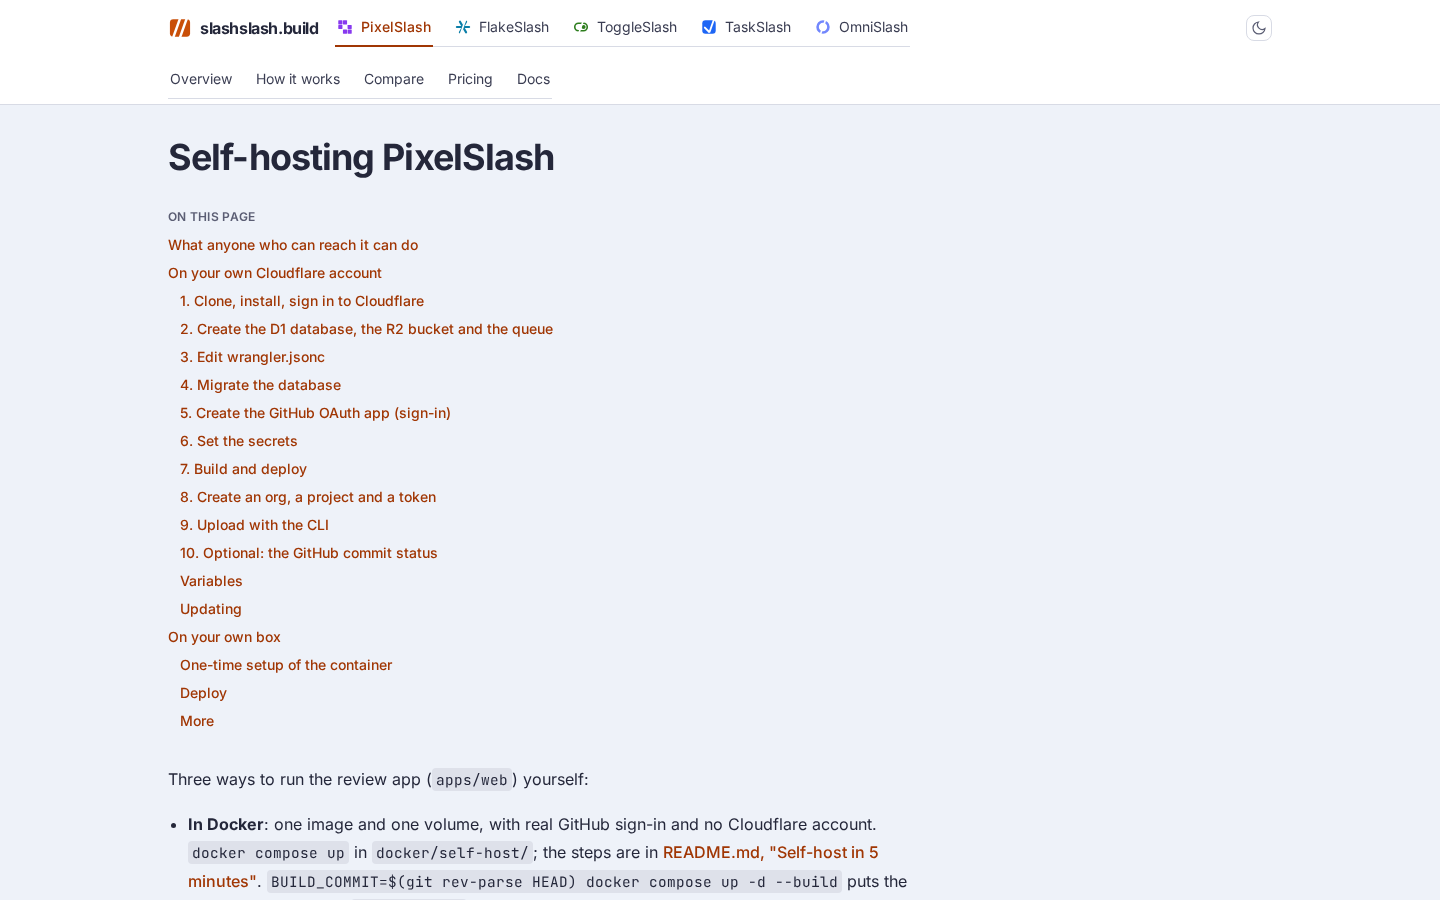 slashslash.build PixelSlash FlakeSlash ToggleSlash TaskSlash OmniSlash
Overview How it works Compare Pricing Docs
Self-hosting PixelSlash
ON THIS PAGE
What anyone who can reach it can do
On your own Cloudflare account
1. Clone, install, sign in to Cloudflare
2. Create the D1 database, the R2 bucket and the queue
3. Edit wrangler.jsonc
4. Migrate the database
5. Create the GitHub OAuth app (sign-in)
6. Set the secrets
7. Build and deploy
8. Create an org, a project and a token
9. Upload with the CLI
10. Optional: the GitHub commit status
Variables
Updating
On your own box
One-time setup of the container
Deploy
More
Three ways to run the review app (apps/web) yourself:
• In Docker: one image and one volume, with real GitHub sign-in and no Cloudflare account.
docker compose up in docker/self-host/; the steps are in README.md, "Self-host in 5
minutes". BUILD_COMMIT=$(git rev-parse HEAD) docker compose up -d --build puts the